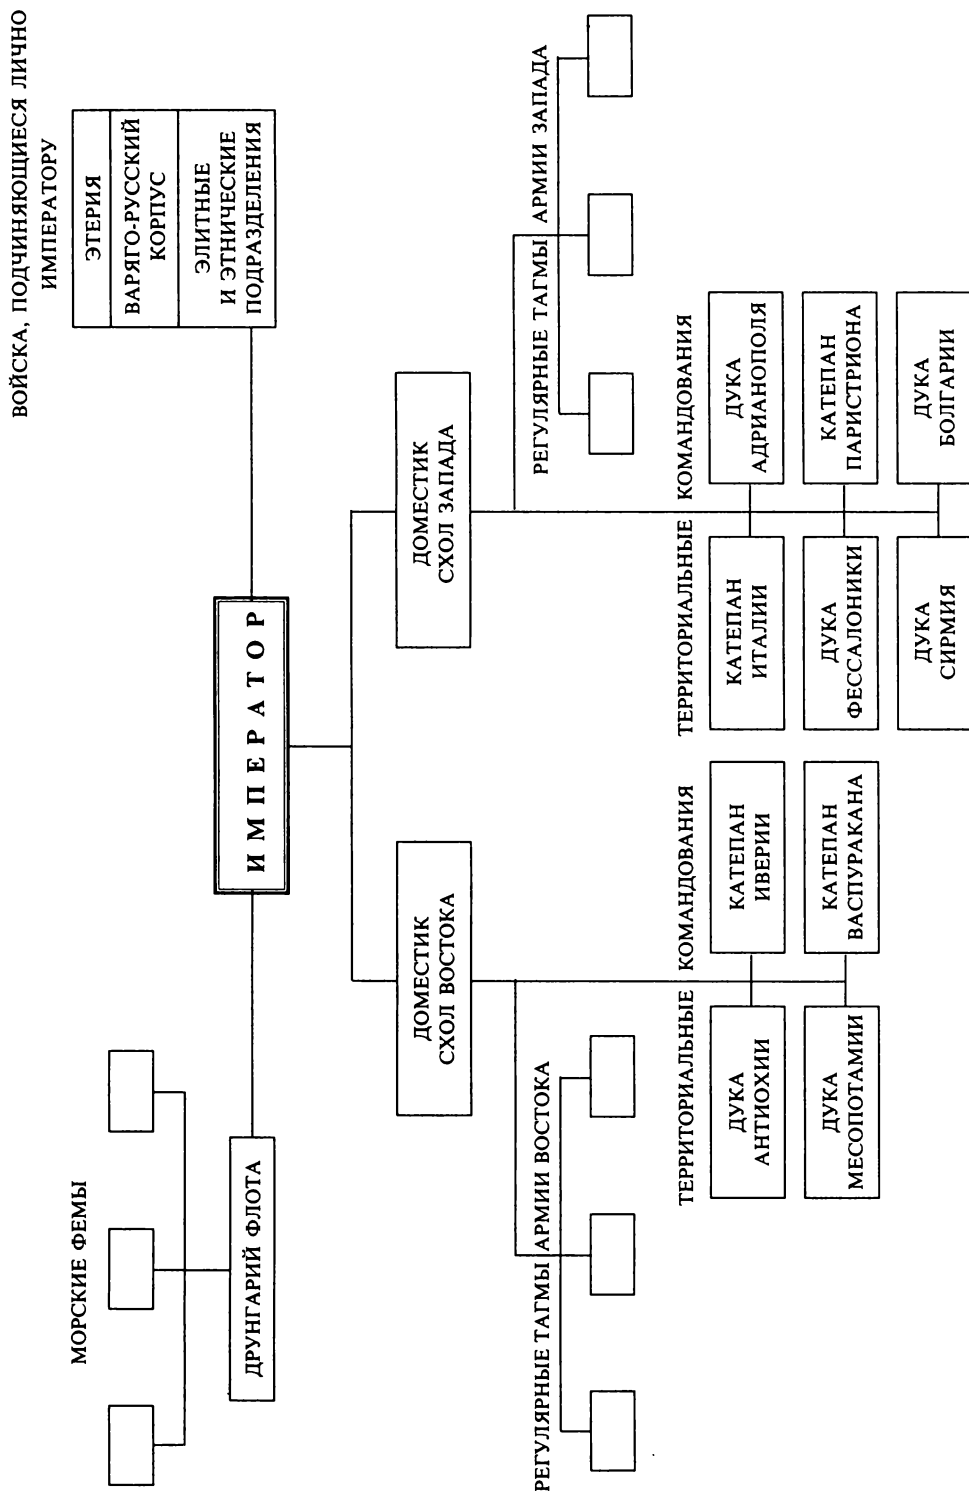 ВОЙСКА, ПОДЧИНЯЮЩИЕСЯ ЛИЧНО
ИМПЕРАТОРУ
ЭТЕРИЯ
ВАРЯГО-РУССКИЙ
КОРПУС
ЭЛИТНЫЕ
И ЭТНИЧЕСКИЕ
ПОДРАЗДЕЛЕНИЯ
МОРСКИЕ ФЕМЫ
ДРУНГАРИЙ ФЛОТА
ИМПЕРАТОР
ДОМЕСТИК
СХОЛ ВОСТОКА
ДОМЕСТИК
СХОЛ ЗАПАДА
РЕГУЛЯРНЫЕ ТАГМЫ АРМИИ ВОСТОКА
РЕГУЛЯРНЫЕ ТАГМЫ АРМИИ ЗАПАДА
ТЕРРИТОРИАЛЬНЫЕ КОМАНДОВАНИЯ
ДУКА
АНТИОХИИ
КАТЕПАН
ИВЕРИИ
ДУКА
МЕСОПОТАМИИ
КАТЕПАН
ВАСПУРАКАНА
ТЕРРИТОРИАЛЬНЫЕ КОМАНДОВАНИЯ
КАТЕПАН
ИТАЛИИ
ДУКА
АДРИАНОПОЛЯ
ДУКА
ФЕССАЛОНИКИ
КАТЕПАН
ПАРИСТРИОНА
ДУКА
СИРМИЯ
ДУКА
БОЛГАРИИ